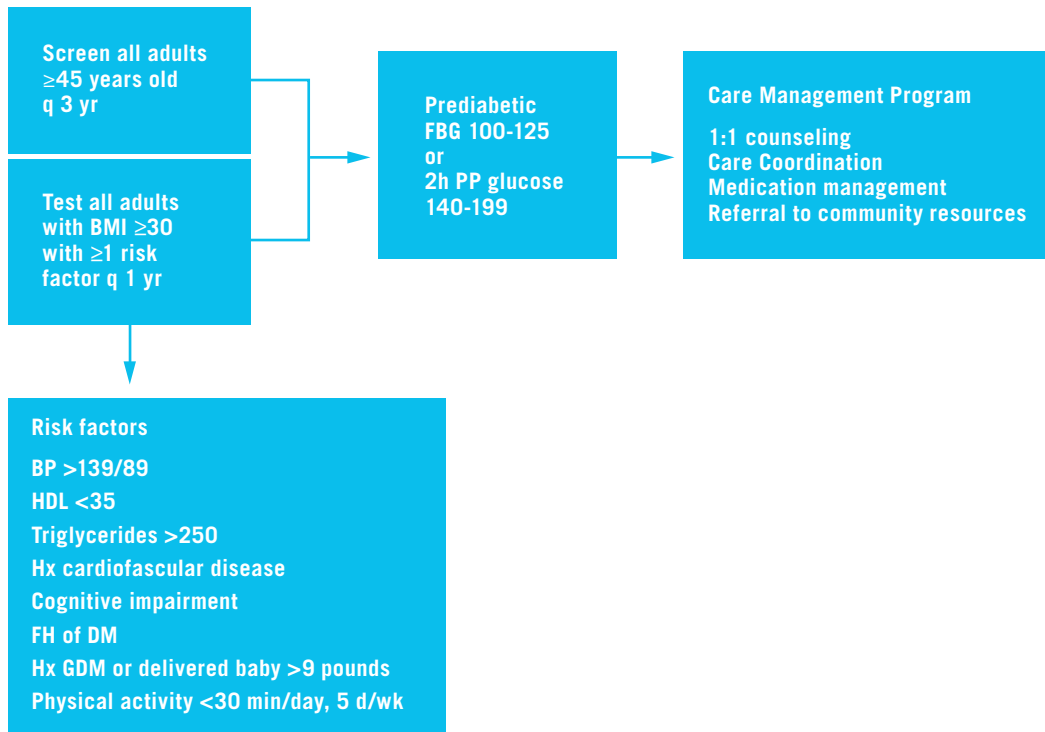 Screen all adults
≥45 years old
q 3 yr
Test all adults
with BMI ≥30
with ≥1 risk
factor q 1 yr
Prediabetic
FBG 100-125
or
2h PP glucose
140-199
Care Management Program
1:1 counseling
Care Coordination
Medication management
Referral to community resources
Risk factors
BP >139/89
HDL <35
Triglycerides >250
Hx cardiofascular disease
Cognitive impairment
FH of DM
Hx GDM or delivered baby >9 pounds
Physical activity <30 min/day, 5 d/wk